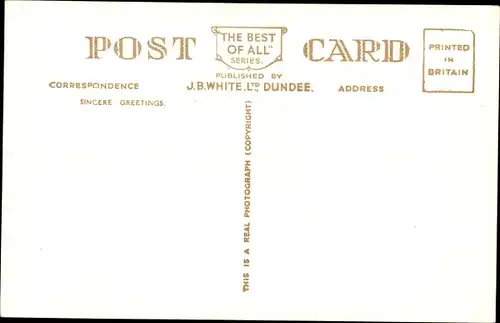 POST CARD
"THE BEST
OF ALL"
SERIES.
PUBLISHED BY
J.B.WHITE, LTD DUNDEE.
PRINTED
IN
BRITAIN
CORRESPONDENCE
ADDRESS
SINCERE GREETINGS.
THIS IS A REAL PHOTOGRAPH (COPYRIGHT)